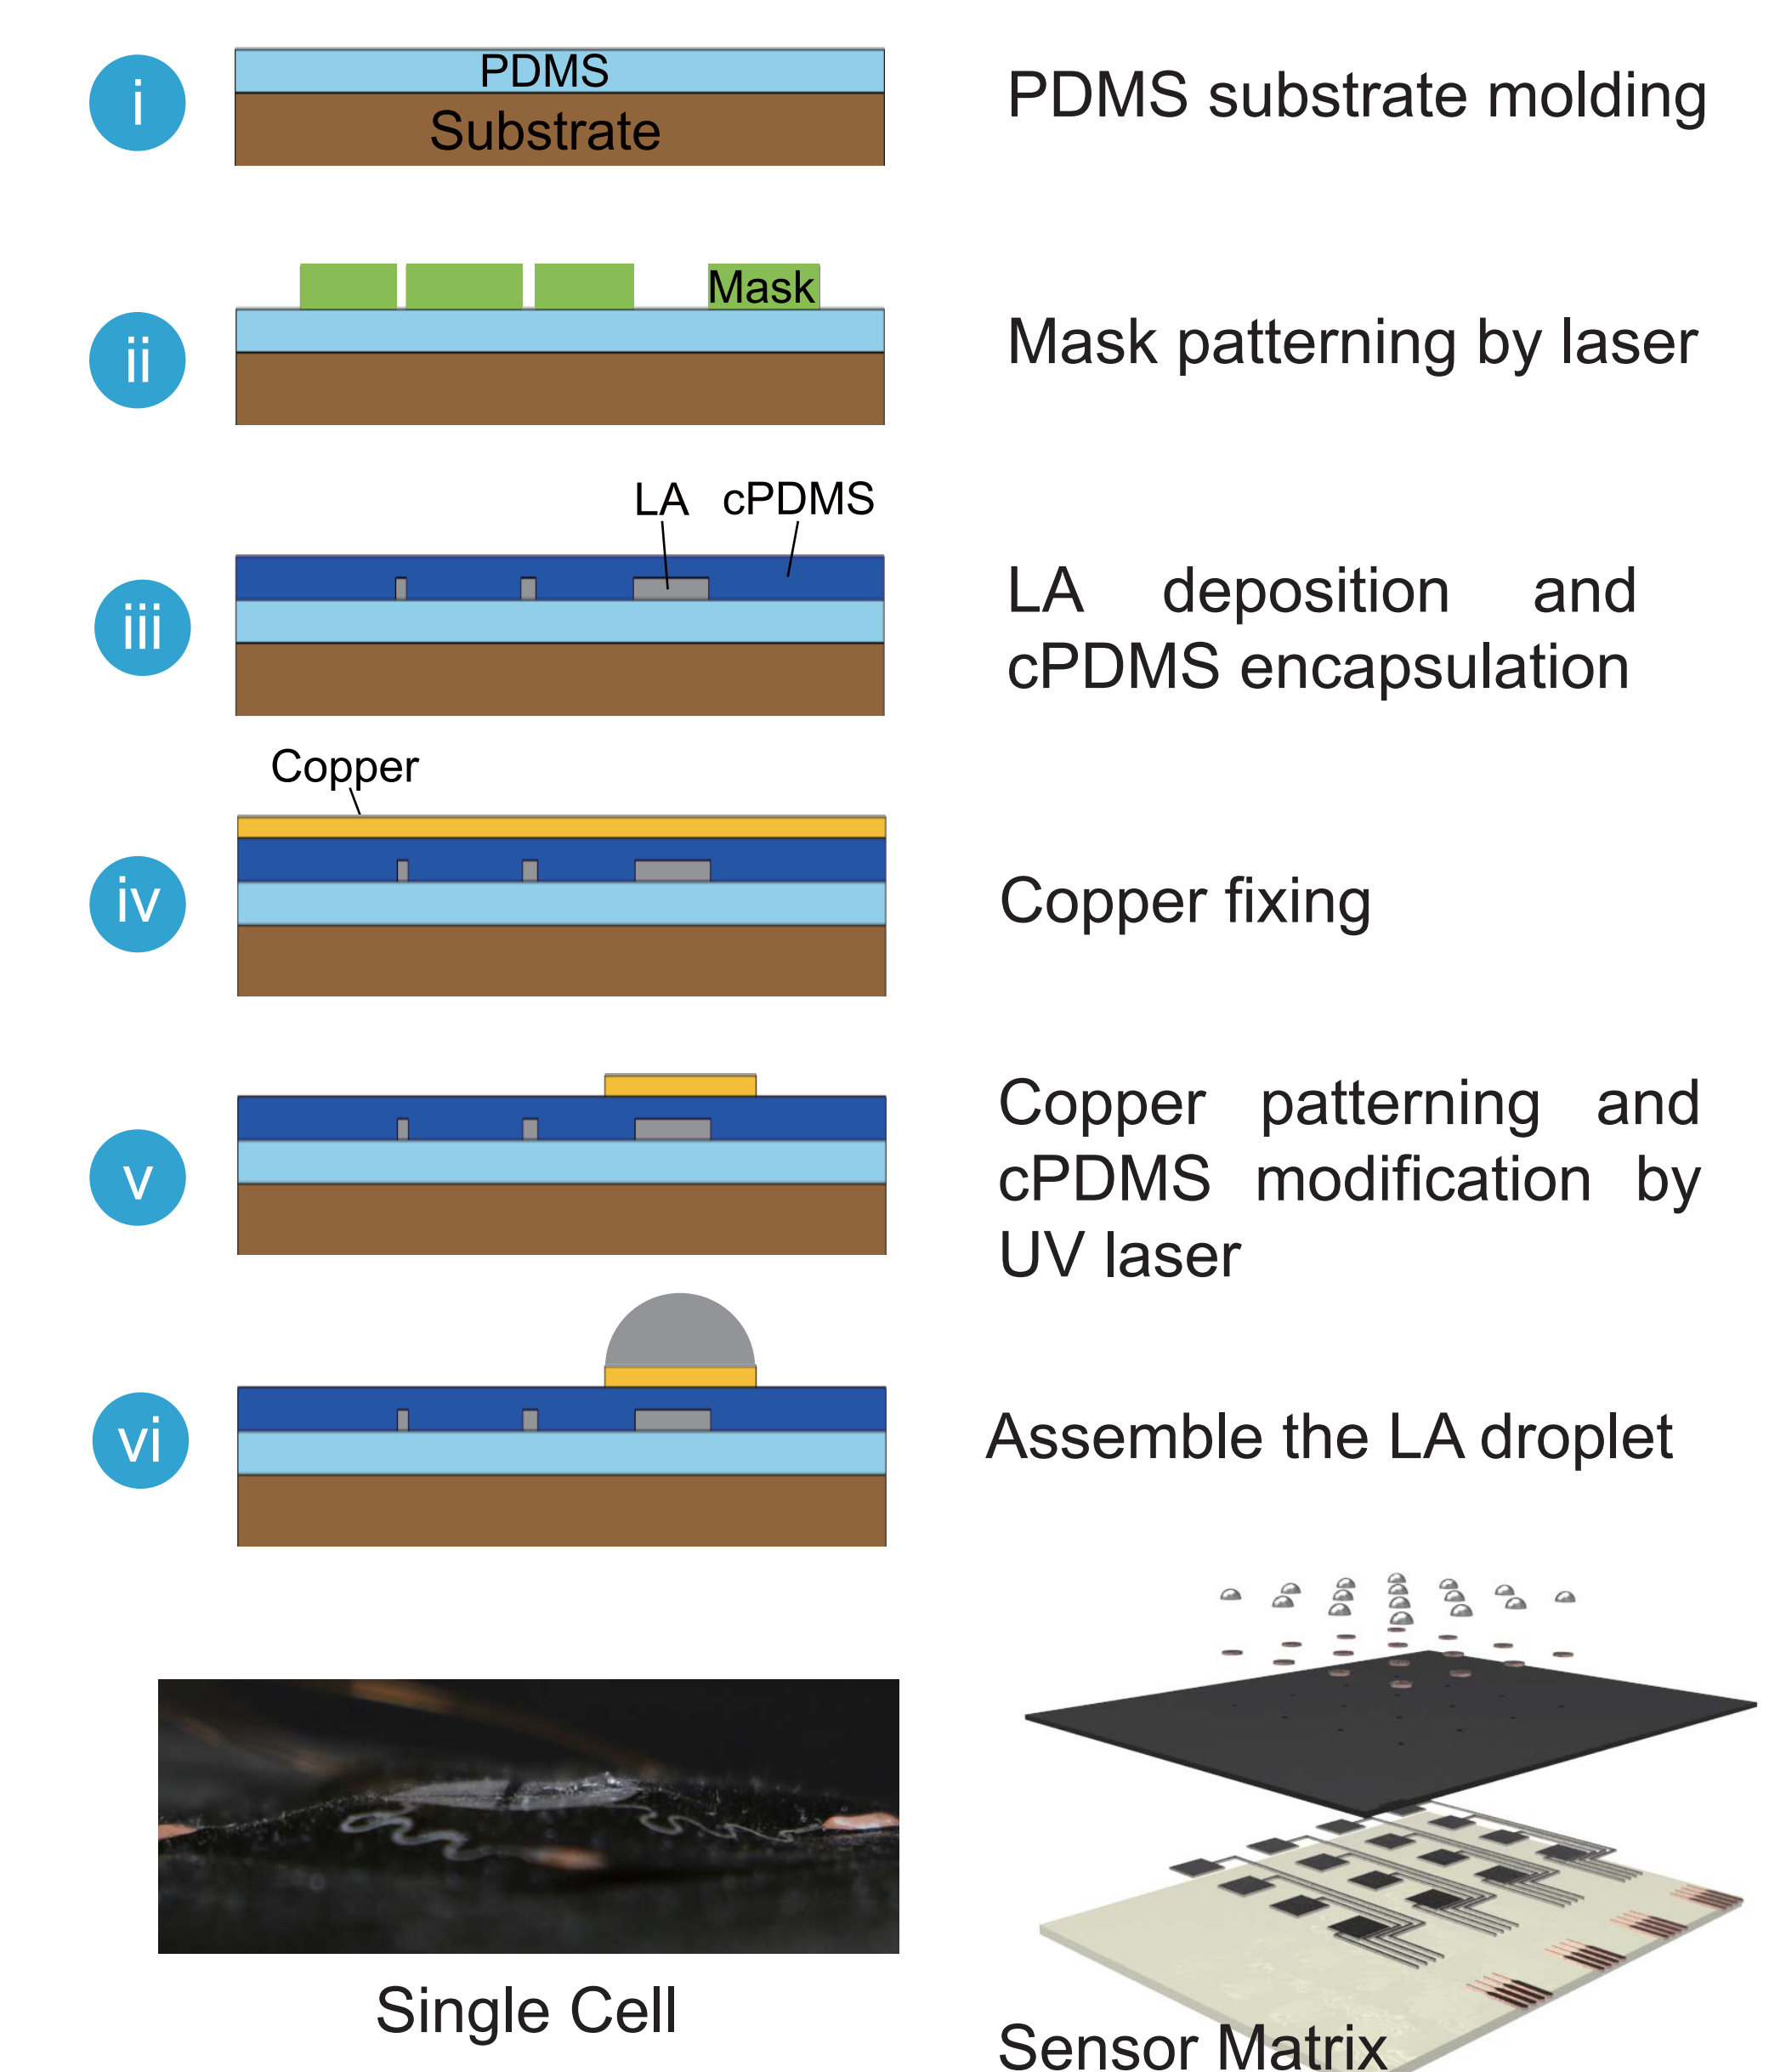 i
PDMS
Substrate
PDMS substrate molding
ii
Mask
Mask patterning by laser
iii
LA cPDMS
LA deposition and
cPDMS encapsulation
iv
Copper
Copper fixing
v
Copper patterning and
cPDMS modification by
UV laser
vi
Assemble the LA droplet
Single Cell
Sensor Matrix